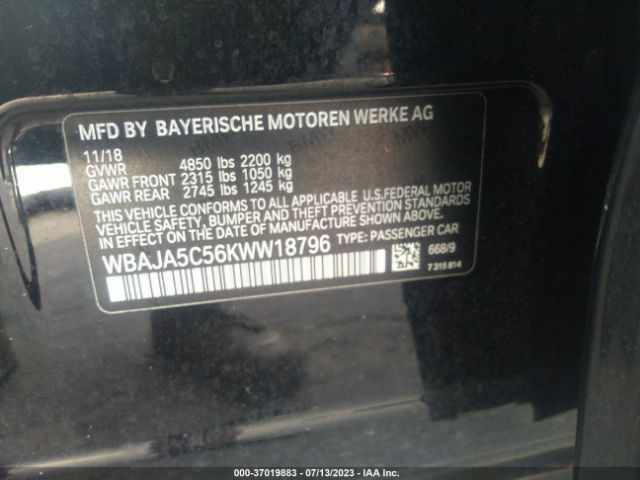 MFD BY BAYERISCHE MOTOREN WERKE AG
11/18
GVWR 4850 lbs 2200 kg
GAWR FRONT 2315 lbs 1050 kg
GAWR REAR 2745 lbs 1245 kg
THIS VEHICLE CONFORMS TO ALL APPLICABLE U.S.FEDERAL MOTOR
VEHICLE SAFETY, BUMPER AND THEFT PREVENTION STANDARDS
IN EFFECT ON THE DATE OF MANUFACTURE SHOWN ABOVE.
WBAJA5C56KWW18796 TYPE: PASSENGER CAR
668/9
7315814
000-37019883 - 07/13/2023 - IAA Inc.